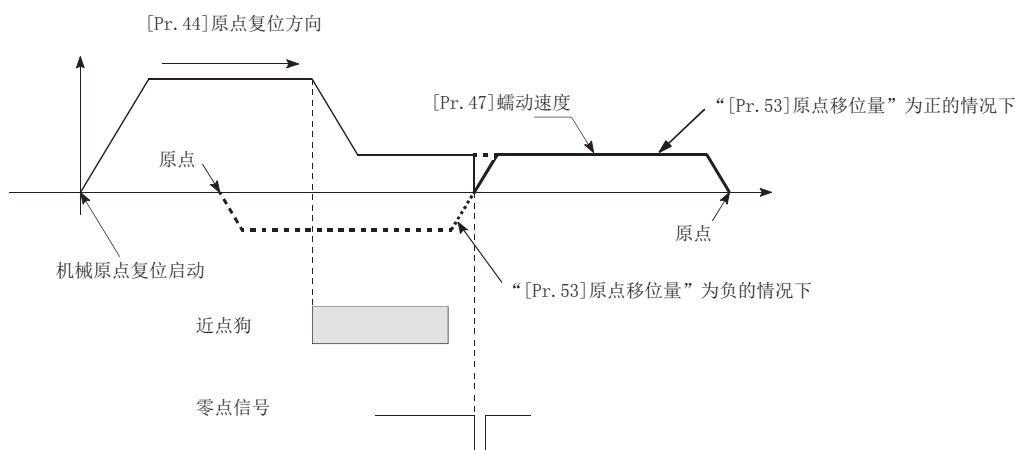 [Pr.44]原点复位方向
[Pr.47]蠕动速度
“[Pr.53]原点移位量”为正的情况下
原点
原点
机械原点复位启动
“[Pr.53]原点移位量”为负的情况下
近点狗
零点信号